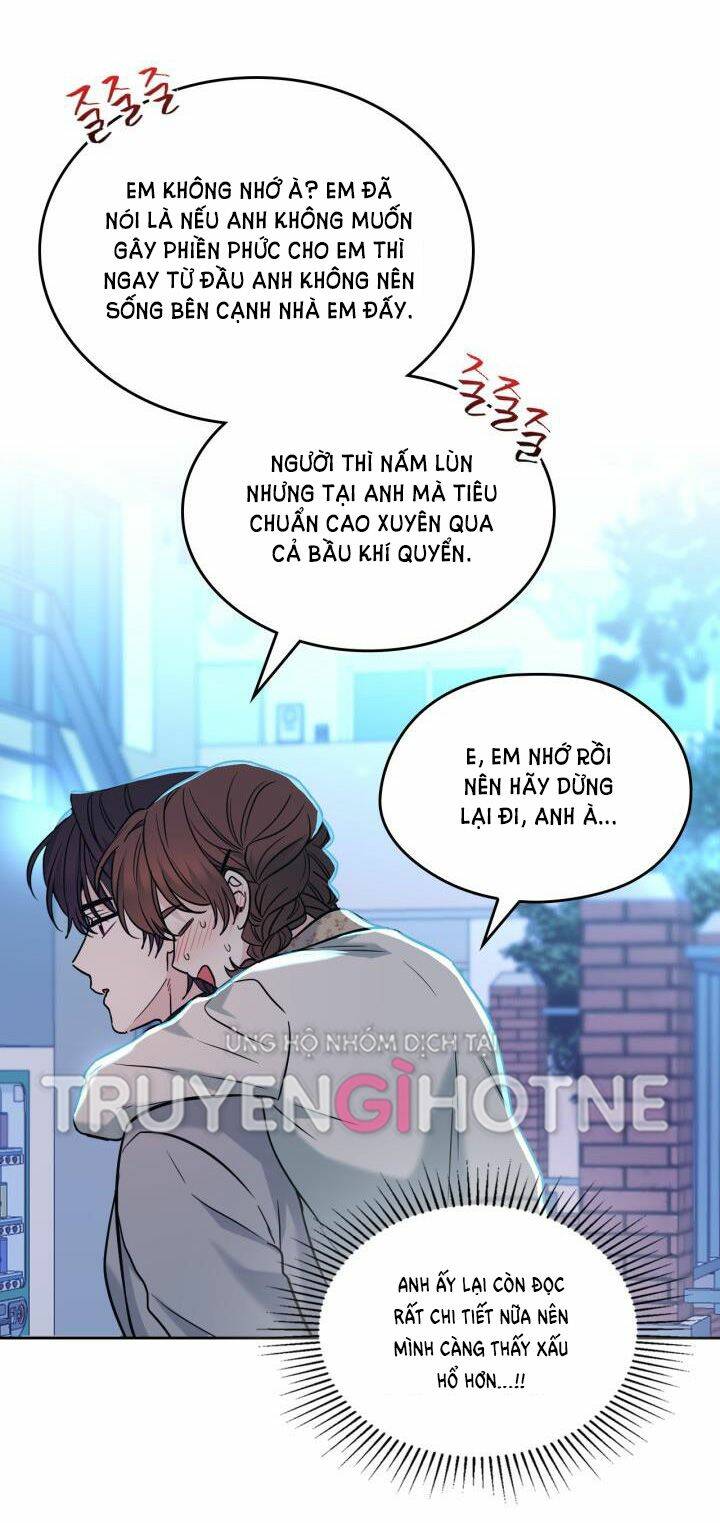 줄줄줄
EM KHÔNG NHỚ À? EM ĐÃ
NÓI LÀ NẾU ANH KHÔNG MUỐN
GÂY PHIỀN PHỨC CHO EM THÌ
NGAY TỪ ĐẦU ANH KHÔNG NÊN
SỐNG BÊN CẠNH NHÀ EM ĐẤY.
줄줄줄
NGƯỜI THÌ NẤM LÙN
NHƯNG TẠI ANH MÀ TIÊU
CHUẨN CAO XUYÊN QUA
CẢ BẦU KHÍ QUYỂN.
E, EM NHỚ RỒI
NÊN HÃY DỪNG
LẠI ĐI, ANH À...
ỦNG HỘ NHÓM DỊCH TẠI
TRUYENGÌHOTNE
ANH ẤY LẠI CÒN ĐỌC
RẤT CHI TIẾT NỮA NÊN
MÌNH CÀNG THẤY XẤU
HỔ HƠN...!!